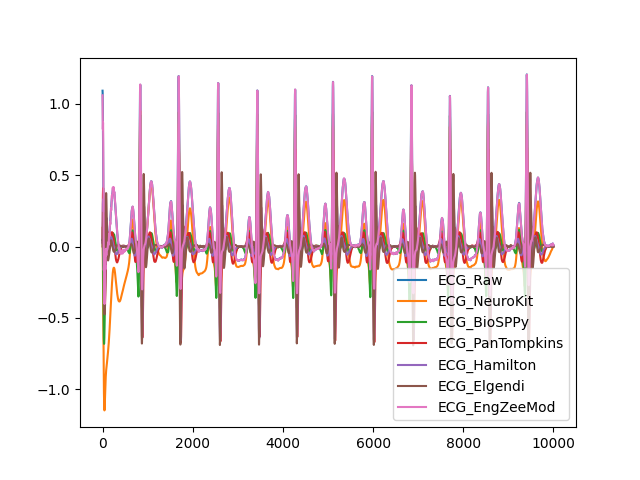 1.0
0.5
0.0
−0.5
−1.0
0
2000
4000
6000
8000
10000
ECG_Raw
ECG_NeuroKit
ECG_BioSPPy
ECG_PanTompkins
ECG_Hamilton
ECG_Elgendi
ECG_EngZeeMod